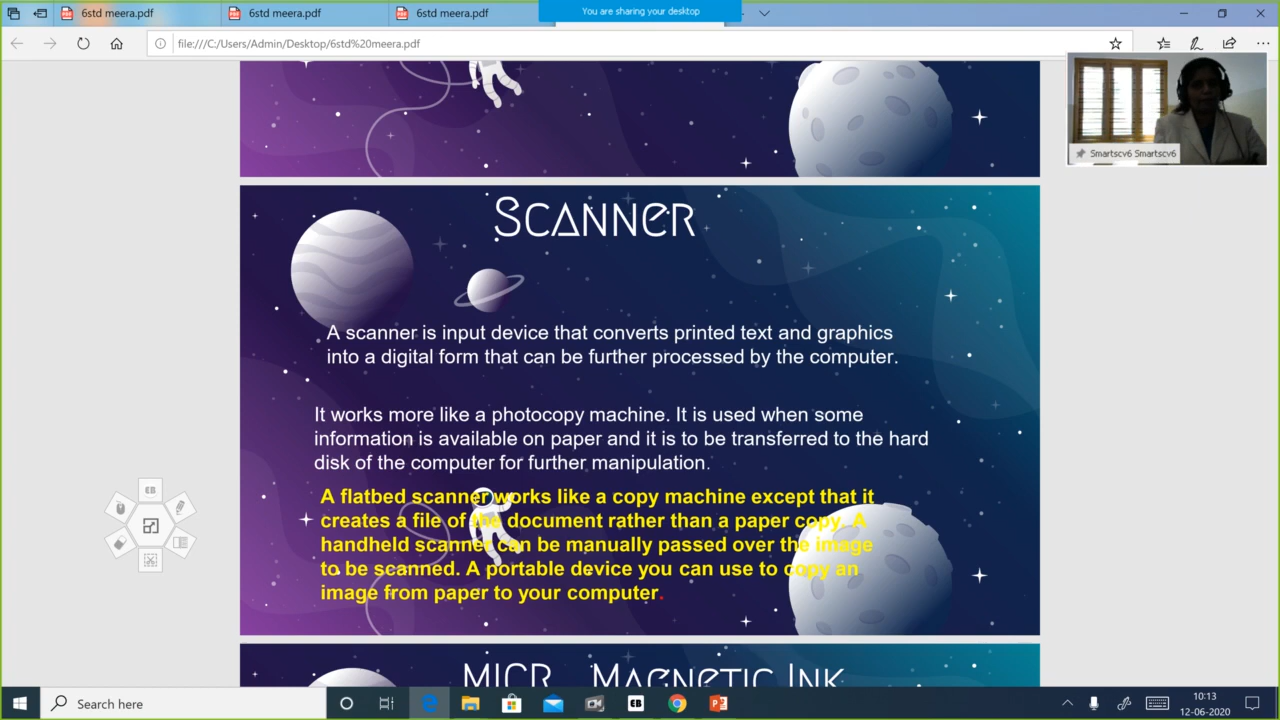 6std meera.pdf
6std meera.pdf
6std meera.pdf
You are sharing your desktop
file:///C:/Users/Admin/Desktop/6std%20meera.pdf
Smartscv6 Smartscv6
SCANNER
A scanner is input device that converts printed text and graphics
into a digital form that can be further processed by the computer.
It works more like a photocopy machine. It is used when some
information is available on paper and it is to be transferred to the hard
disk of the computer for further manipulation.
A flatbed scanner works like a copy machine except that it
creates a file of the document rather than a paper copy. A
handheld scanner can be manually passed over the image
to be scanned. A portable device you can use to copy an
image from paper to your computer.
EB
MICR MAGNETIC INK
Search here
EB
10:13
12-06-2020